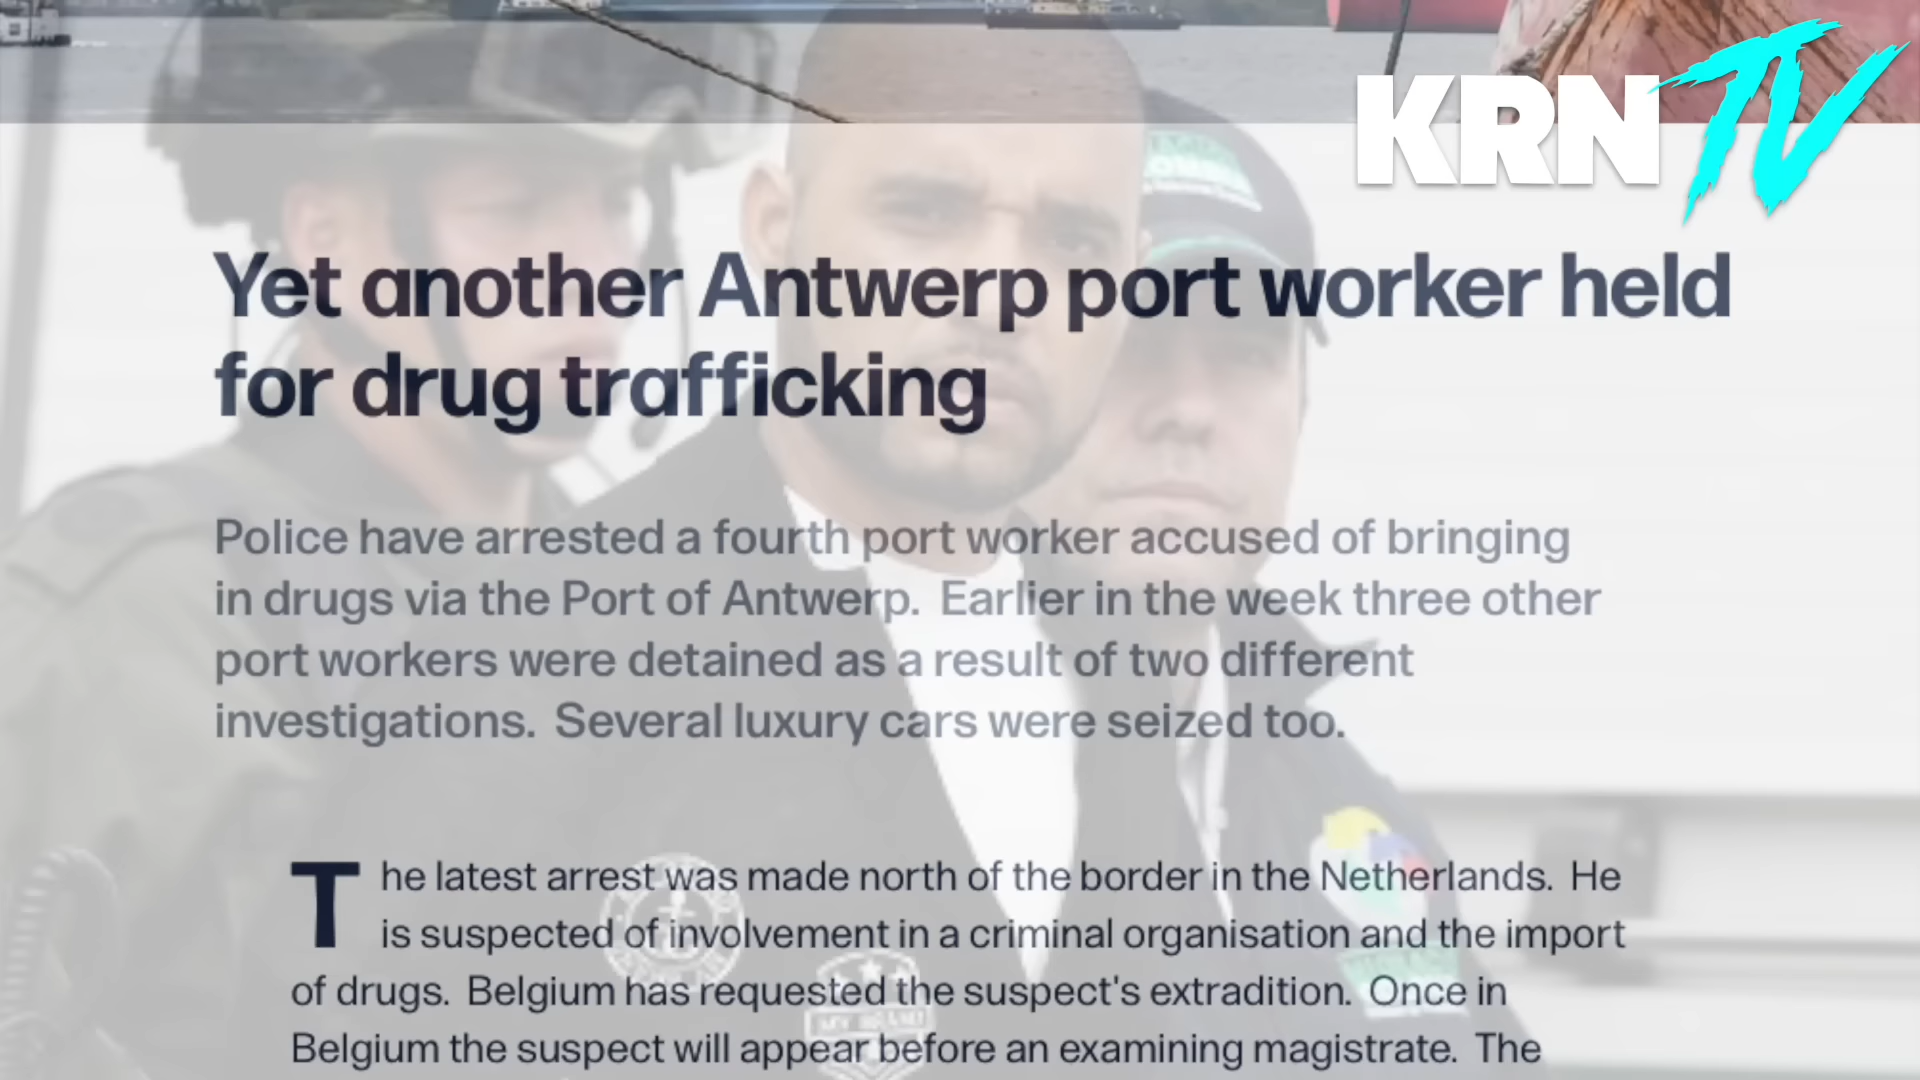 KRN TV
Yet another Antwerp port worker held
for drug trafficking
Police have arrested a fourth port worker accused of bringing
in drugs via the Port of Antwerp. Earlier in the week three other
port workers were detained as a result of two different
investigations. Several luxury cars were seized too.
The latest arrest was made north of the border in the Netherlands. He
is suspected of involvement in a criminal organisation and the import
of drugs. Belgium has requested the suspect's extradition. Once in
Belgium the suspect will appear before an examining magistrate. The
MY BRAND